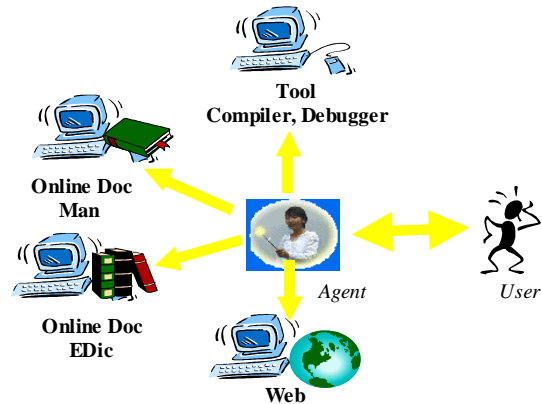 Tool
Compiler, Debugger
Online Doc
Man
Online Doc
EDic
Agent
User
Web